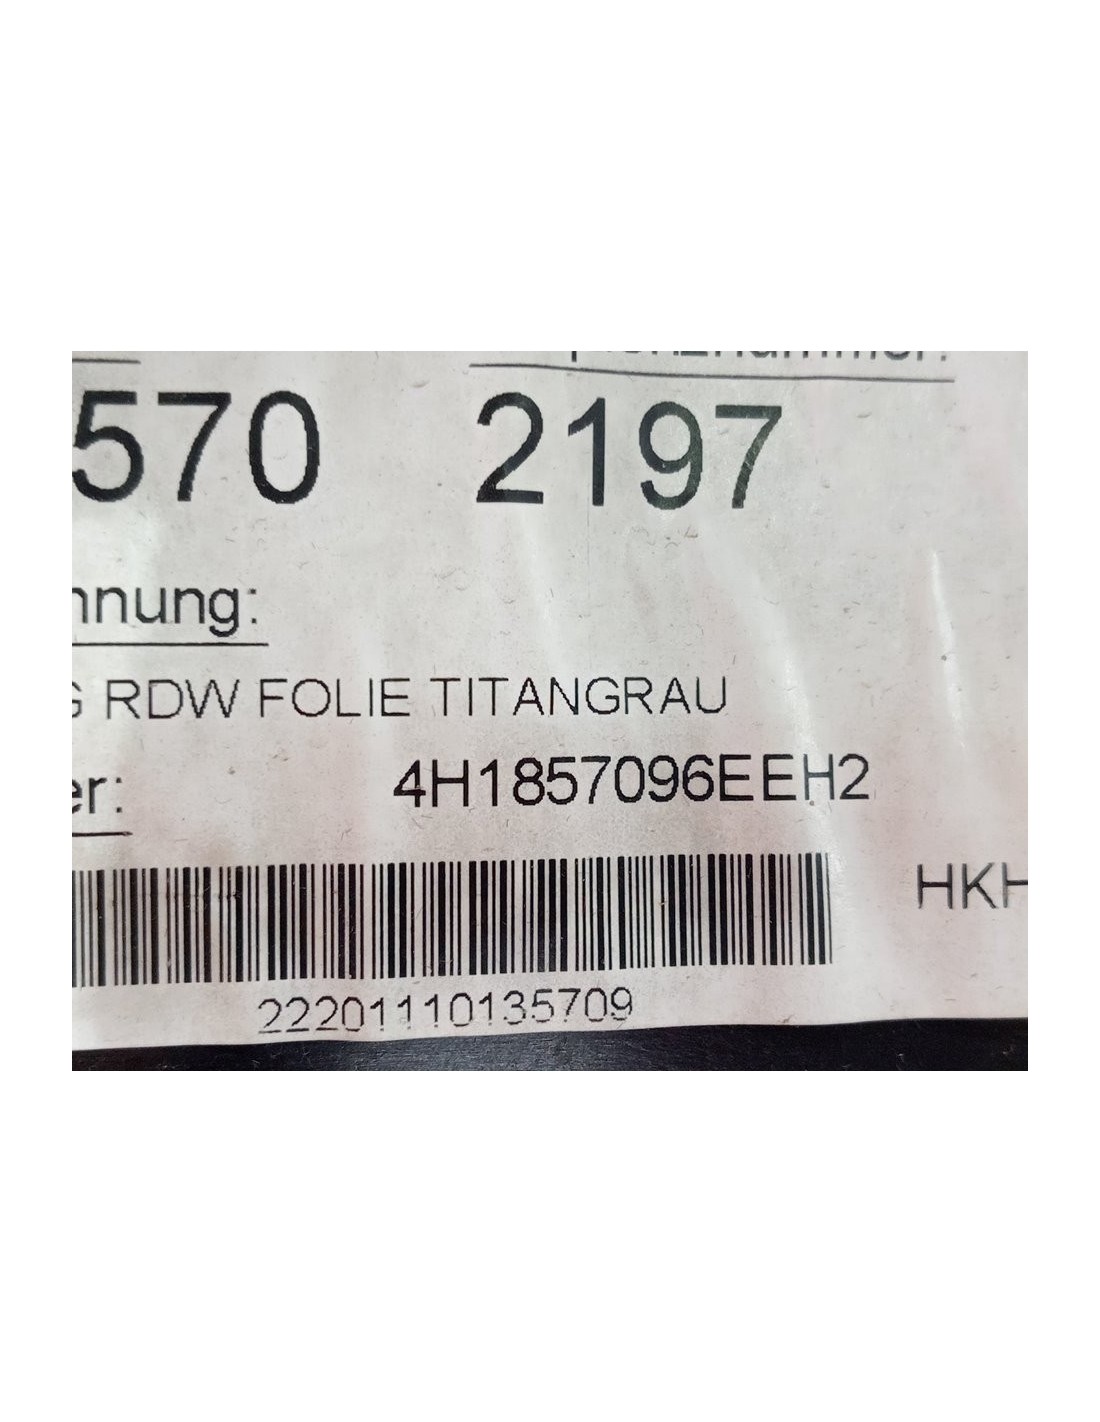 570 2197
nnung:
G RDW FOLIE TITANGRAU
er: 4H1857096EEH2
HKH
22201110135709